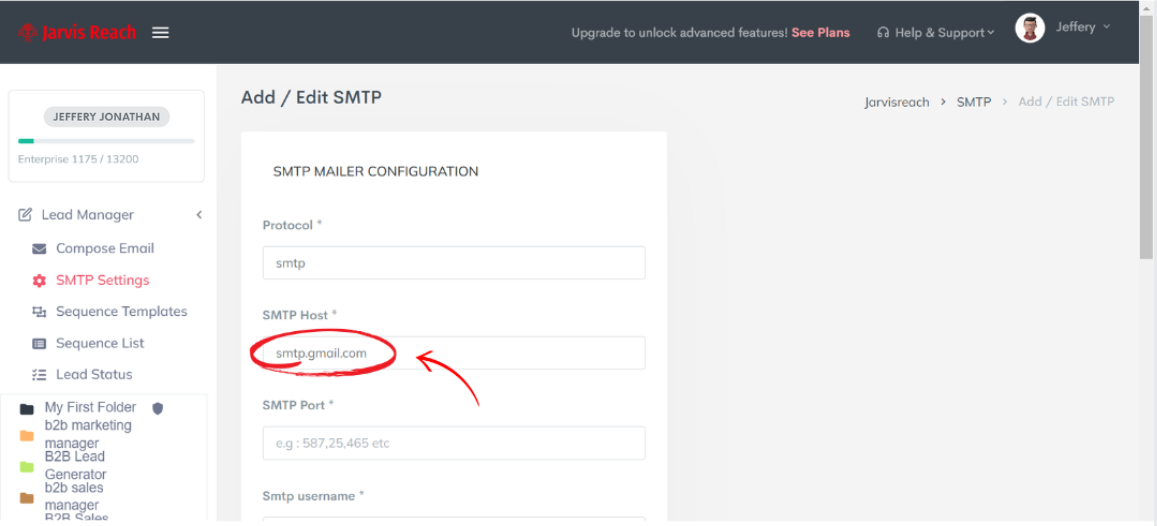 Jarvis Reach
Upgrade to unlock advanced features! See Plans
Help & Support
Jeffery
JEFFERY JONATHAN
Enterprise 1175 / 13200
Lead Manager
Compose Email
SMTP Settings
Sequence Templates
Sequence List
Lead Status
My First Folder
b2b marketing
manager
B2B Lead
Generator
b2b sales
manager
B2B Sales
Add / Edit SMTP
Jarvisreach > SMTP > Add / Edit SMTP
SMTP MAILER CONFIGURATION
Protocol *
smtp
SMTP Host *
smtp.gmail.com
SMTP Port *
e.g : 587,25,465 etc
Smtp username *